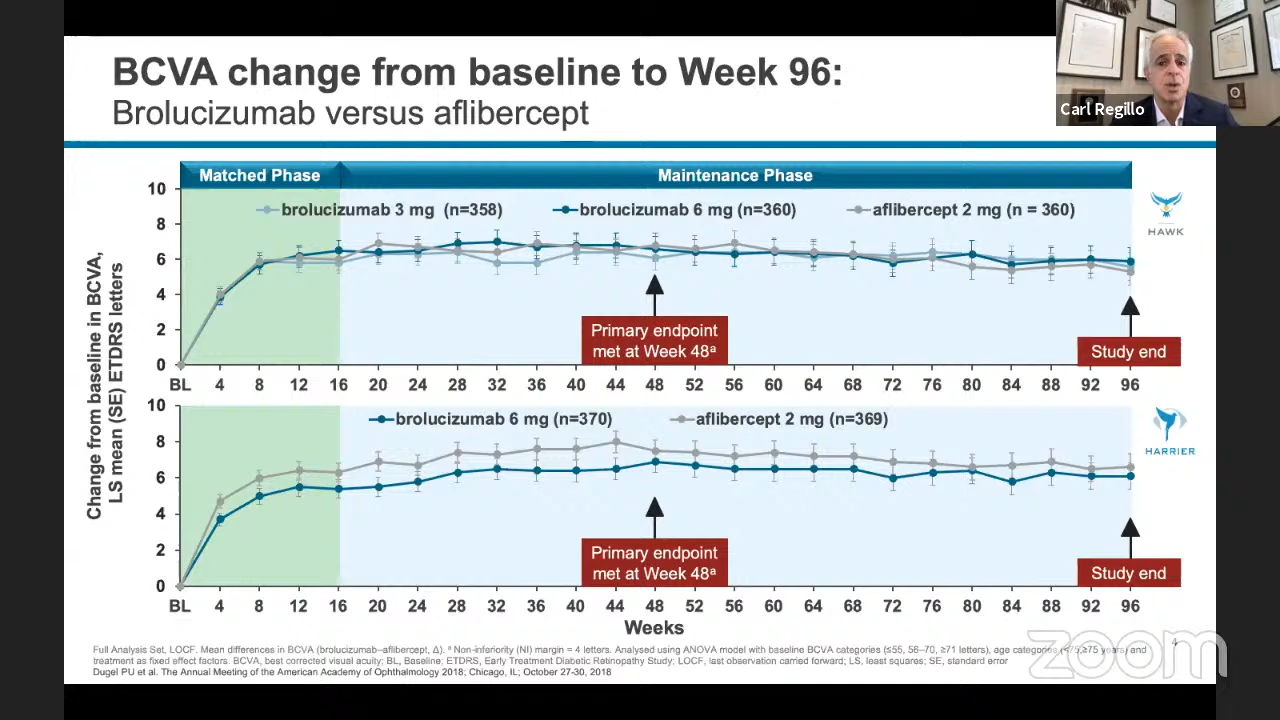 BCVA change from baseline to Week 96:
Brolucizumab versus aflibercept
Carl Regillo
Matched Phase
Maintenance Phase
brolucizumab 3 mg (n=358)
brolucizumab 6 mg (n=360)
aflibercept 2 mg (n = 360)
HAWK
10
8
6
4
2
0
Primary endpoint
met at Week 48ᵃ
Study end
BL 4 8 12 16 20 24 28 32 36 40 44 48 52 56 60 64 68 72 76 80 84 88 92 96
Change from baseline in BCVA,
LS mean (SE) ETDRS letters
brolucizumab 6 mg (n=370)
aflibercept 2 mg (n=369)
HARRIER
10
8
6
4
2
0
Primary endpoint
met at Week 48ᵃ
Study end
BL 4 8 12 16 20 24 28 32 36 40 44 48 52 56 60 64 68 72 76 80 84 88 92 96
Weeks
Full Analysis Set, LOCF. Mean differences in BCVA (brolucizumab–aflibercept, Δ). ᵃ Non-inferiority (NI) margin = 4 letters. Analysed using ANOVA model with baseline BCVA categories (≤55, 56–70, ≥71 letters), age categories (<75,≥75 years) and
treatment as fixed effect factors. BCVA, best corrected visual acuity; BL, Baseline; ETDRS, Early Treatment Diabetic Retinopathy Study; LOCF, last observation carried forward; LS, least squares; SE, standard error
Dugel PU et al. The Annual Meeting of the American Academy of Ophthalmology 2018; Chicago, IL; October 27-30, 2018
4
zoom